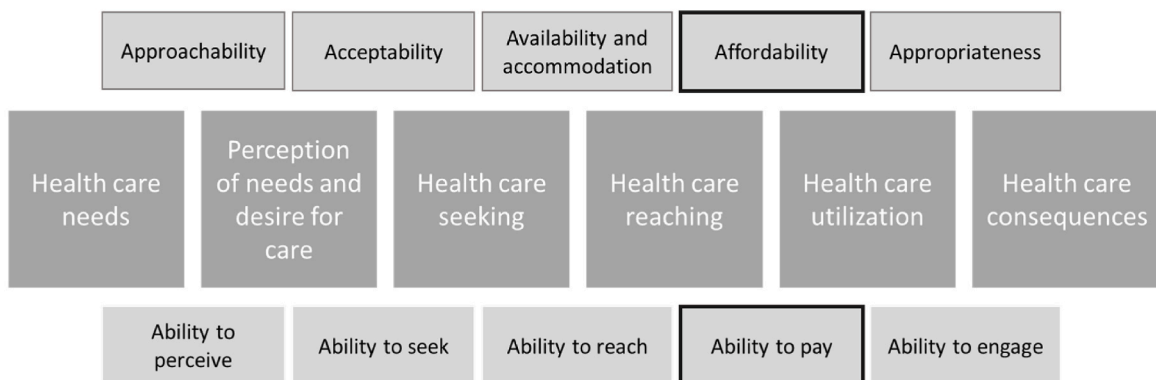 Approachability
Acceptability
Availability and
accommodation
Affordability
Appropriateness
Health care
needs
Perception
of needs and
desire for
care
Health care
seeking
Health care
reaching
Health care
utilization
Health care
consequences
Ability to
perceive
Ability to seek
Ability to reach
Ability to pay
Ability to engage